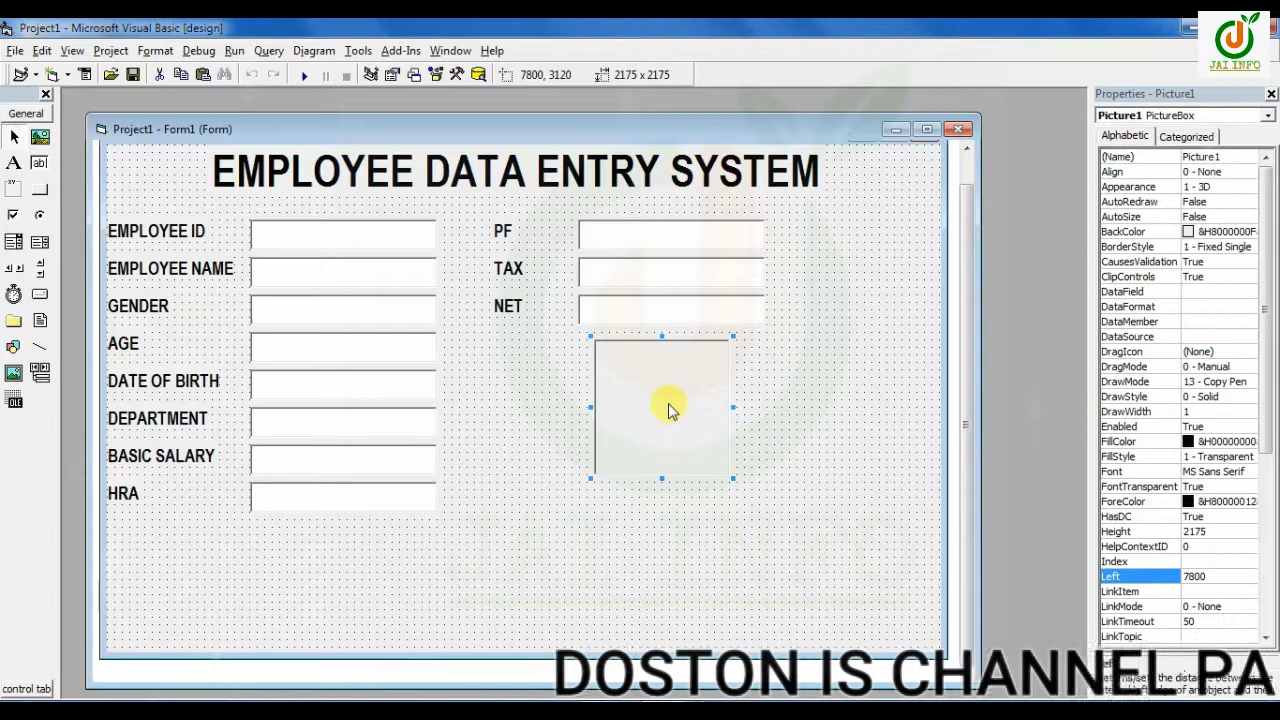 Project1 - Microsoft Visual Basic [design]
JAI INFO
File Edit View Project Format Debug Run Query Diagram Tools Add-Ins Window Help
7800, 3120 2175 x 2175
General
Project1 - Form1 (Form)
EMPLOYEE DATA ENTRY SYSTEM
EMPLOYEE ID
EMPLOYEE NAME
GENDER
AGE
DATE OF BIRTH
DEPARTMENT
BASIC SALARY
HRA
PF
TAX
NET
Properties - Picture1
Picture1 PictureBox
Alphabetic Categorized
(Name) Picture1
Align 0 - None
Appearance 1 - 3D
AutoRedraw False
AutoSize False
BackColor &H8000000F
BorderStyle 1 - Fixed Single
CausesValidation True
ClipControls True
DataField
DataFormat
DataMember
DataSource
DragIcon (None)
DragMode 0 - Manual
DrawMode 13 - Copy Pen
DrawStyle 0 - Solid
DrawWidth 1
Enabled True
FillColor &H00000000
FillStyle 1 - Transparent
Font MS Sans Serif
FontTransparent True
ForeColor &H80000012
HasDC True
Height 2175
HelpContextID 0
Index
Left 7800
LinkItem
LinkMode 0 - None
LinkTimeout 50
LinkTopic
control tab
DOSTON IS CHANNEL PA